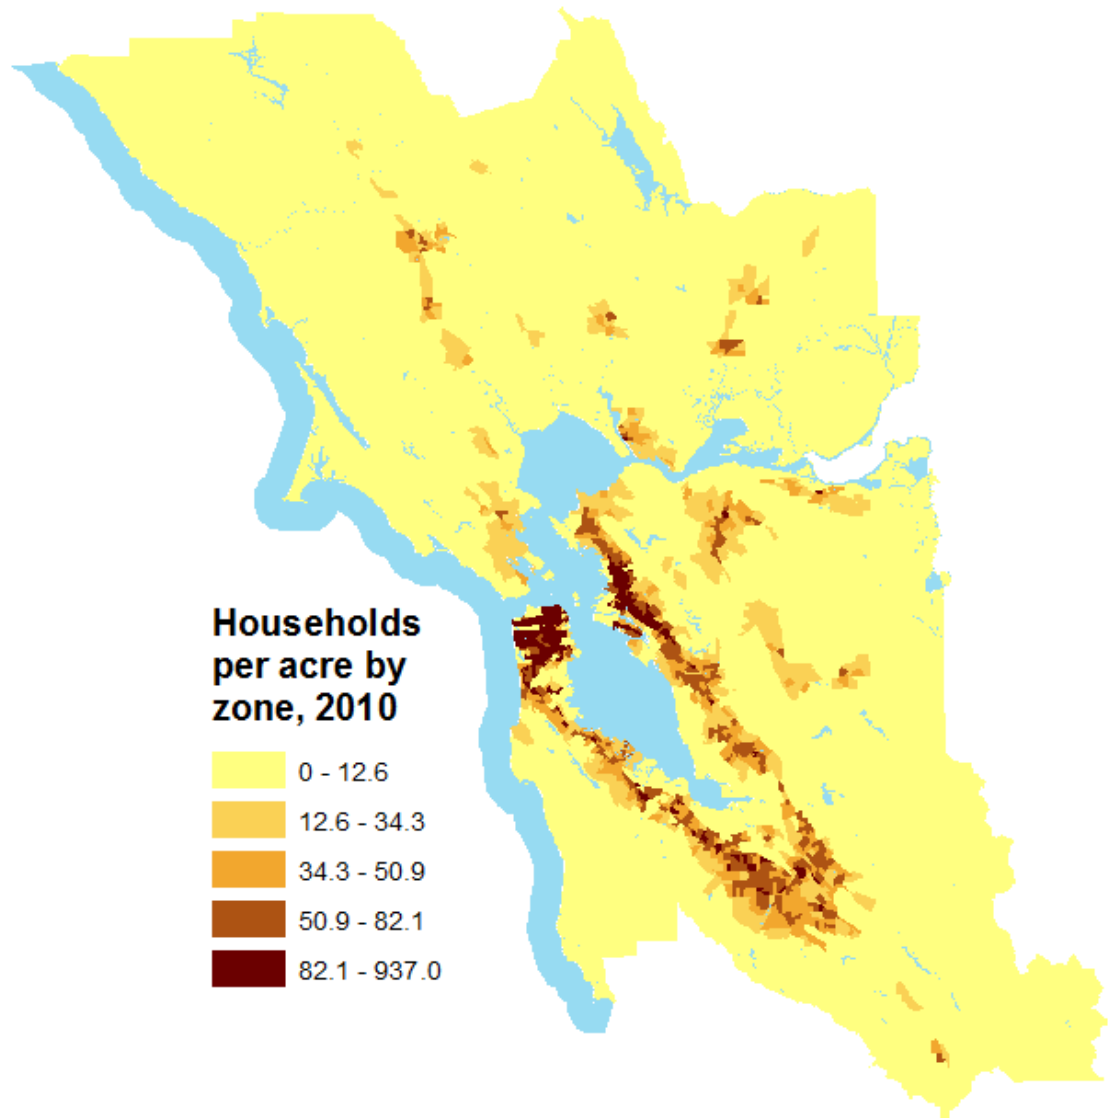 Households
per acre by
zone, 2010
0 - 12.6
12.6 - 34.3
34.3 - 50.9
50.9 - 82.1
82.1 - 937.0